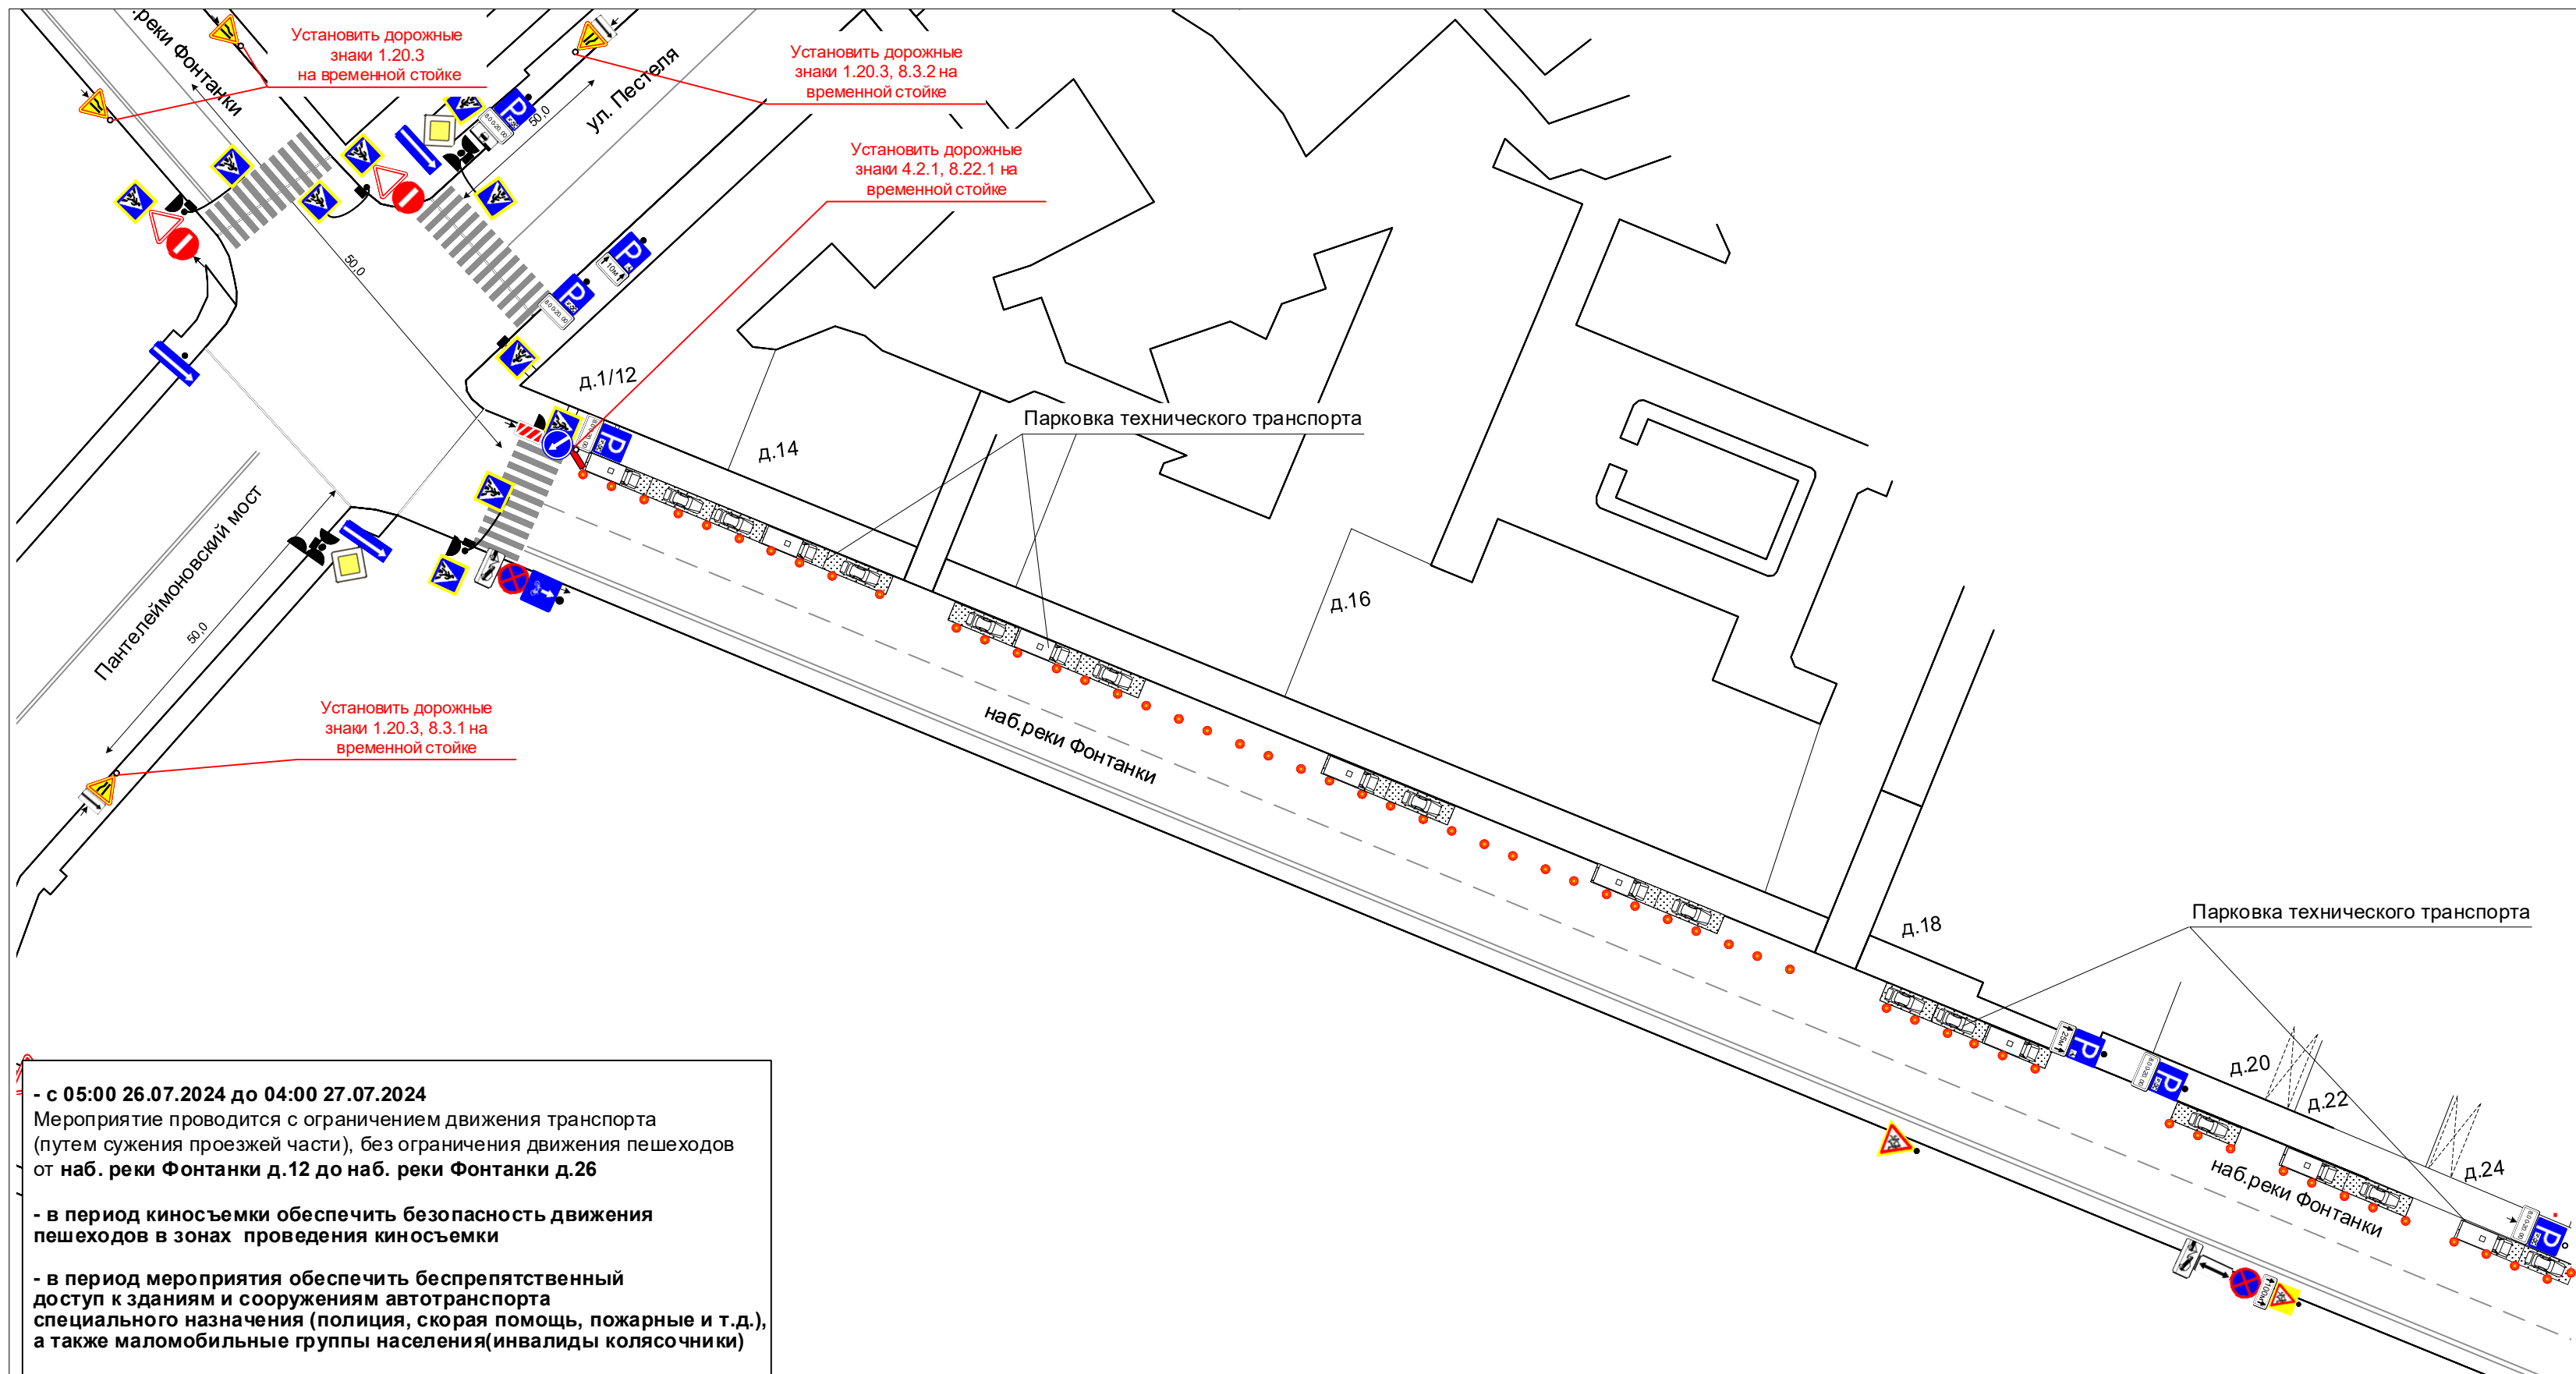 .реки Фонтанки
Установить дорожные
знаки 1.20.3
на временной стойке
Установить дорожные
знаки 1.20.3, 8.3.2 на
временной стойке
ул. Пестеля
50,0
Установить дорожные
знаки 4.2.1, 8.22.1 на
временной стойке
50,0
10м
д.1/12
Парковка технического транспорта
д.14
Пантелеймоновский мост
50,0
д.16
Установить дорожные
знаки 1.20.3, 8.3.1 на
временной стойке
наб.реки Фонтанки
Парковка технического транспорта
д.18
25м
д.20
д.22
д.24
наб.реки Фонтанки
100м
- с 05:00 26.07.2024 до 04:00 27.07.2024
Мероприятие проводится с ограничением движения транспорта
(путем сужения проезжей части), без ограничения движения пешеходов
от наб. реки Фонтанки д.12 до наб. реки Фонтанки д.26
- в период киносъемки обеспечить безопасность движения
пешеходов в зонах проведения киносъемки
- в период мероприятия обеспечить беспрепятственный
доступ к зданиям и сооружениям автотранспорта
специального назначения (полиция, скорая помощь, пожарные и т.д.),
а также маломобильные группы населения(инвалиды колясочники)